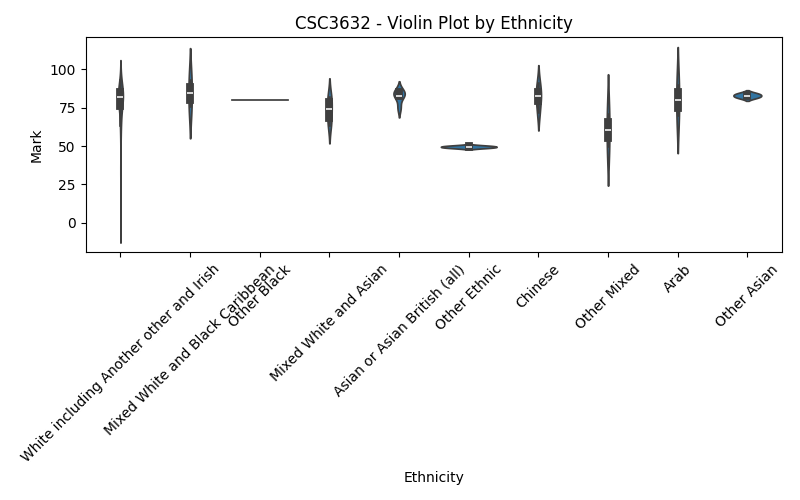 CSC3632 - Violin Plot by Ethnicity
100
75
50
25
0
Mark
White including Another other and Irish
Mixed White and Black Caribbean
Other Black
Mixed White and Asian
Asian or Asian British (all)
Other Ethnic
Chinese
Other Mixed
Arab
Other Asian
Ethnicity